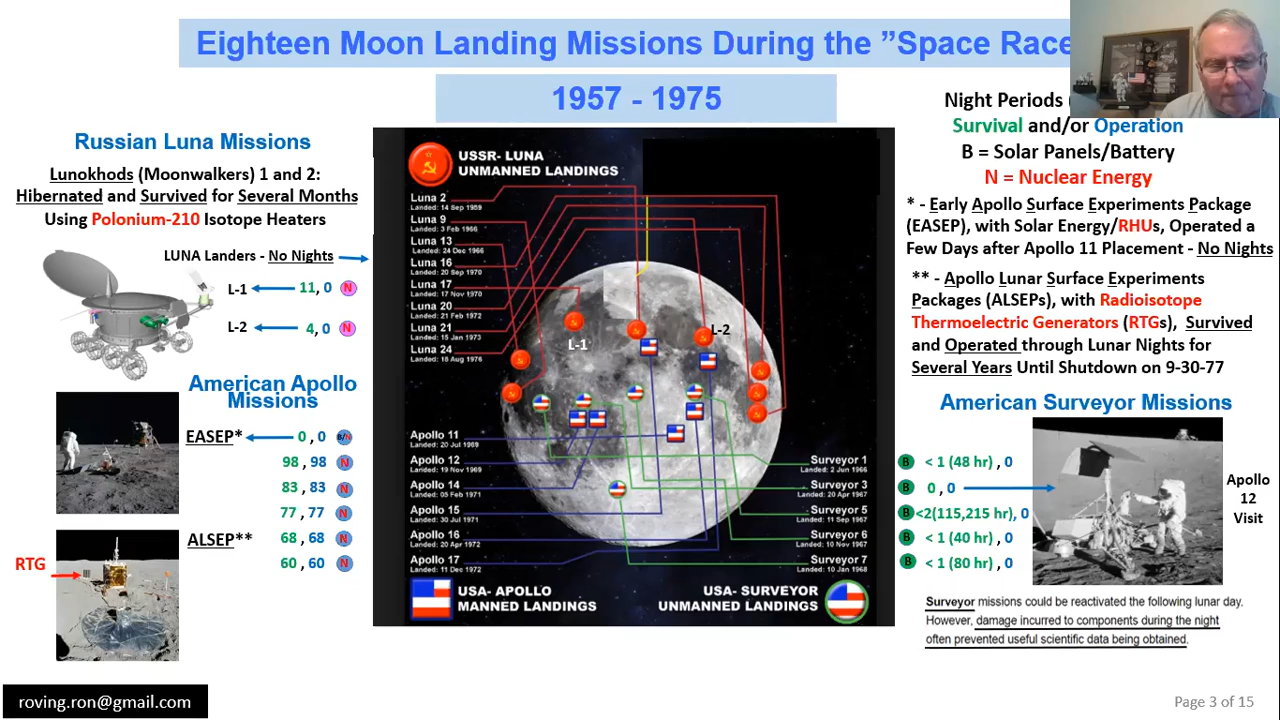 Eighteen Moon Landing Missions During the ”Space Race
1957 - 1975
Russian Luna Missions
Lunokhods (Moonwalkers) 1 and 2:
Hibernated and Survived for Several Months
Using Polonium-210 Isotope Heaters
LUNA Landers - No Nights
L-1
11, 0
N
L-2
4, 0
N
American Apollo
Missions
EASEP*
0 , 0
B/N
98 , 98
N
83 , 83
N
77 , 77
N
ALSEP**
68 , 68
N
60 , 60
N
RTG
USSR- LUNA
UNMANNED LANDINGS
Luna 2
Landed: 14 Sep 1959
Luna 9
Landed: 3 Feb 1966
Luna 13
Landed: 24 Dec 1966
Luna 16
Landed: 20 Sep 1970
Luna 17
Landed: 17 Nov 1970
Luna 20
Landed: 21 Feb 1972
Luna 21
Landed: 15 Jan 1973
Luna 24
Landed: 18 Aug 1976
L-1
L-2
Apollo 11
Landed: 20 Jul 1969
Apollo 12
Landed: 19 Nov 1969
Apollo 14
Landed: 05 Feb 1971
Apollo 15
Landed: 30 Jul 1971
Apollo 16
Landed: 20 Apr 1972
Apollo 17
Landed: 11 Dec 1972
Surveyor 1
Landed: 2 Jun 1966
Surveyor 3
Landed: 20 Apr 1967
Surveyor 5
Landed: 11 Sep 1967
Surveyor 6
Landed: 10 Nov 1967
Surveyor 7
Landed: 10 Jan 1968
USA- APOLLO
MANNED LANDINGS
USA- SURVEYOR
UNMANNED LANDINGS
Night Periods
Survival and/or Operation
B = Solar Panels/Battery
N = Nuclear Energy
* - Early Apollo Surface Experiments Package
(EASEP), with Solar Energy/RHUs, Operated a
Few Days after Apollo 11 Placement - No Nights
** - Apollo Lunar Surface Experiments
Packages (ALSEPs), with Radioisotope
Thermoelectric Generators (RTGs), Survived
and Operated through Lunar Nights for
Several Years Until Shutdown on 9-30-77
American Surveyor Missions
B
< 1 (48 hr) , 0
B
0 , 0
B
<2(115,215 hr), 0
B
< 1 (40 hr) , 0
B
< 1 (80 hr) , 0
Apollo
12
Visit
Surveyor missions could be reactivated the following lunar day.
However, damage incurred to components during the night
often prevented useful scientific data being obtained.
roving.ron@gmail.com
Page 3 of 15